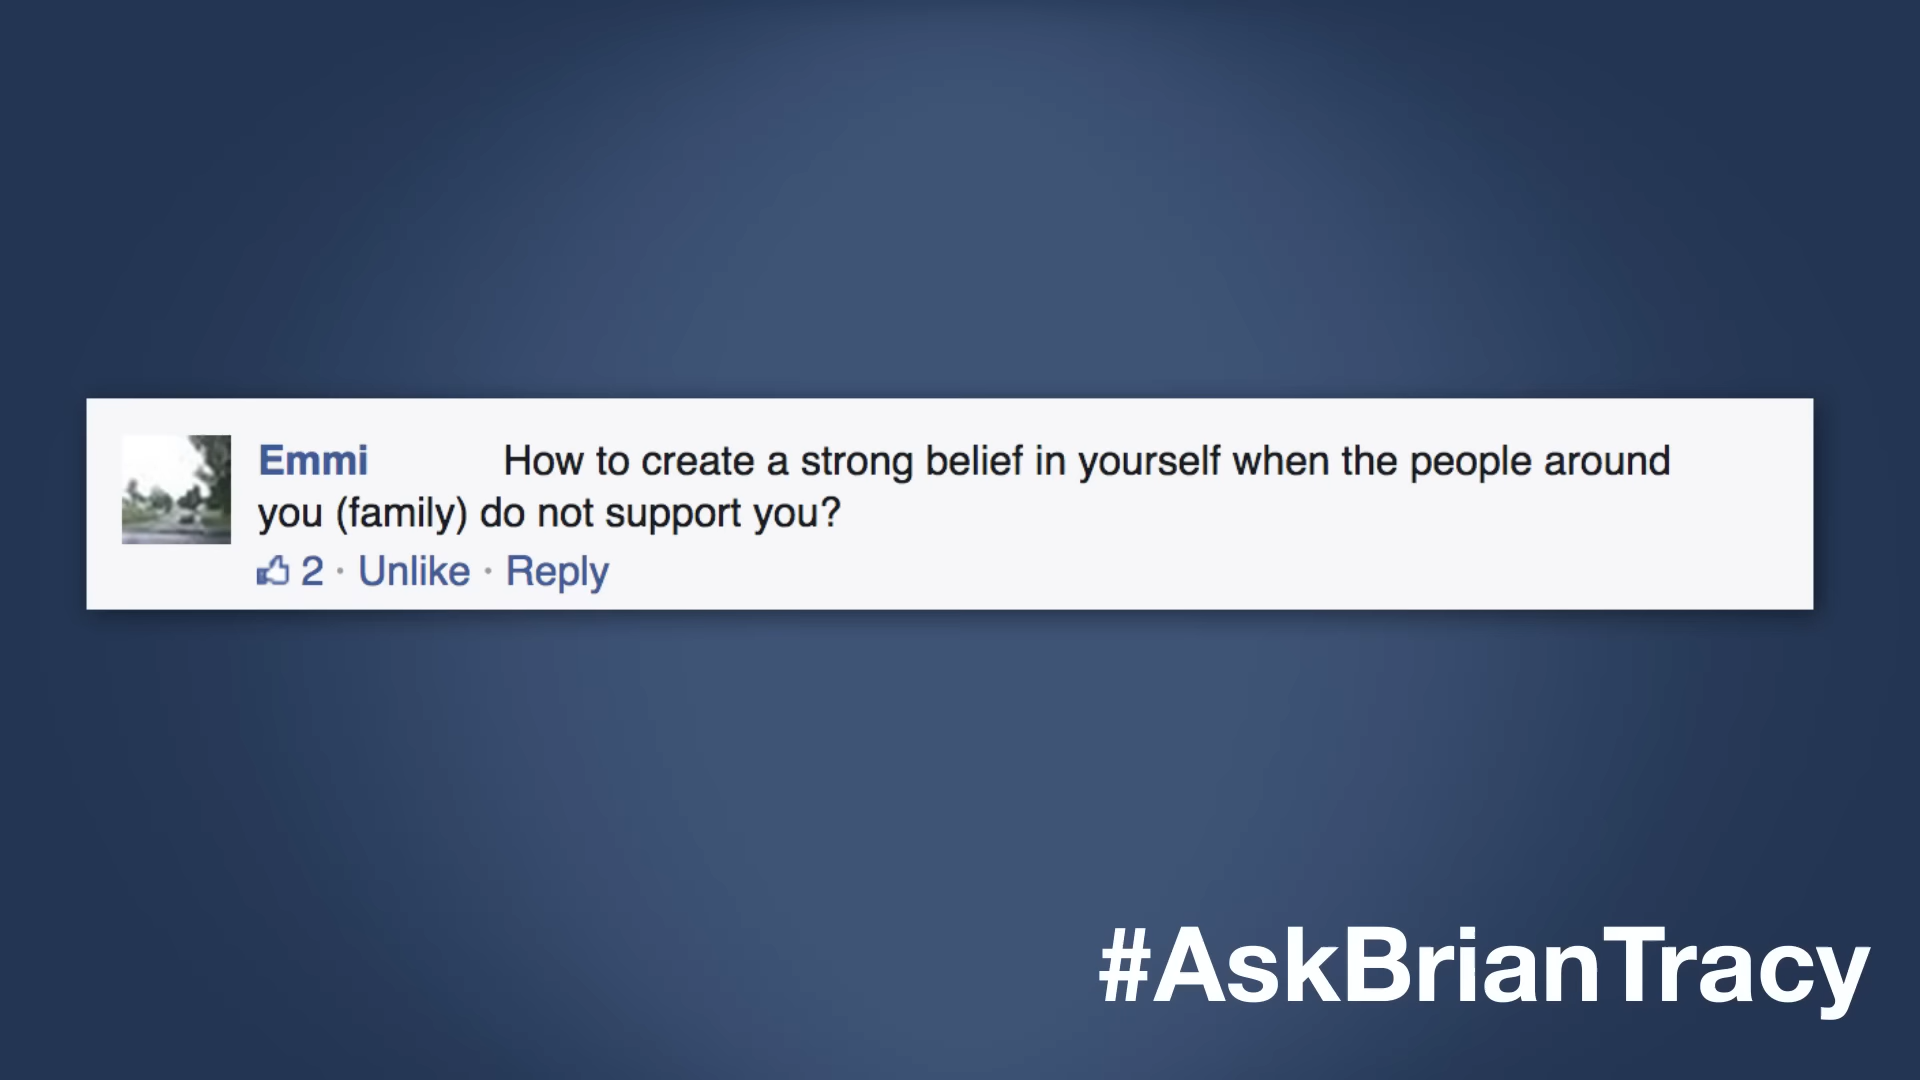 Emmi How to create a strong belief in yourself when the people around
you (family) do not support you?
2 · Unlike · Reply
#AskBrianTracy